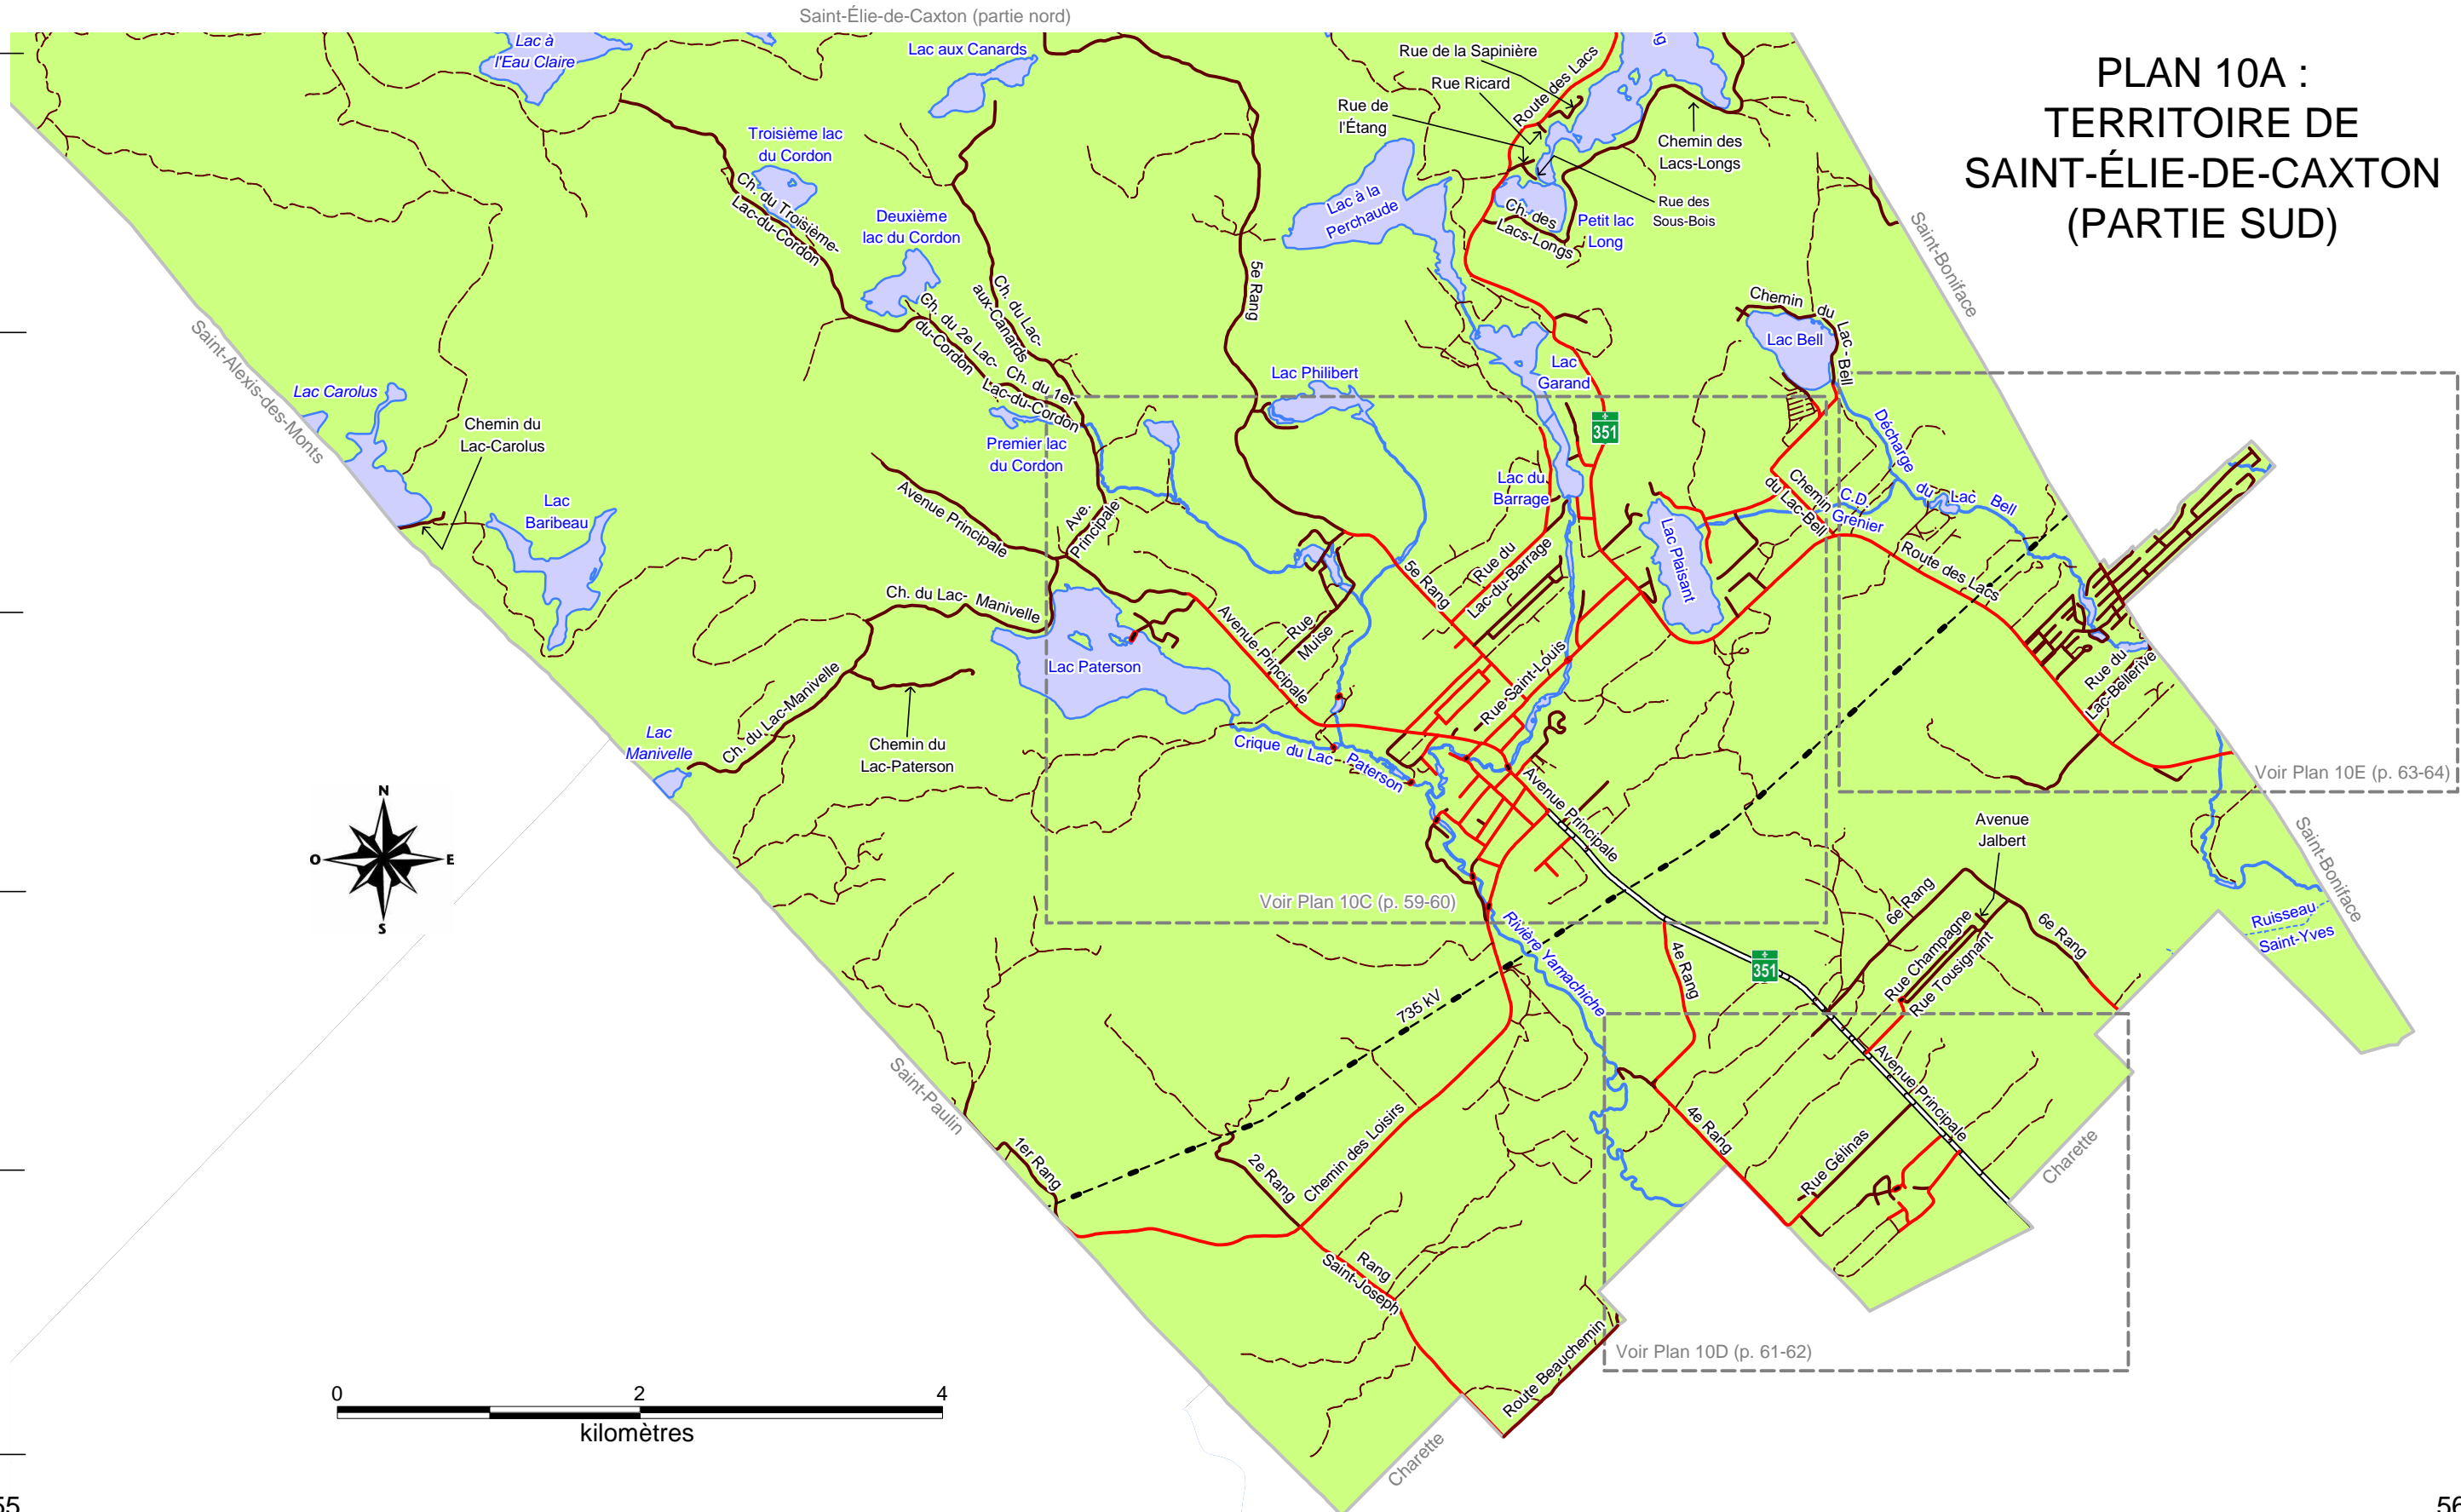 Saint-Élie-de-Caxton (partie nord)
PLAN 10A :
TERRITOIRE DE
SAINT-ÉLIE-DE-CAXTON
(PARTIE SUD)
Lac à
l'Eau Claire
Lac aux Canards
Rue de la Sapinière
Rue Ricard
Rue de
l'Étang
Route des Lacs
ng
Chemin des
Lacs-Longs
Rue des
Sous-Bois
Petit lac
Long
Ch. des
Lacs-Longs
Lac à la
Perchaude
Troisième lac
du Cordon
Ch. du Troisième-
Lac-du-Cordon
Deuxième
lac du Cordon
Ch. du 2e Lac-
du-Cordon
Ch. du Lac-
aux-Canards
Ch. du 1er
Lac-du-Cordon
Premier lac
du Cordon
5e Rang
Lac Philibert
Lac
Garand
351
Saint-Boniface
Chemin du Lac-Bell
Lac Bell
Décharge du Lac Bell
Saint-Alexis-des-Monts
Lac Carolus
Chemin du
Lac-Carolus
Lac
Baribeau
Avenue Principale
Ave.
Principale
Lac du
Barrage
Rue du
Lac-du-Barrage
5e Rang
Lac Plaisant
Chemin
du Lac-Bell
C.D.
Grenier
Route des Lacs
Rue du
Lac-Bellerive
Ch. du Lac- Manivelle
Lac Paterson
Avenue Principale
Rue
Muise
Rue Saint-Louis
Ch. du Lac-Manivelle
Chemin du
Lac-Paterson
Lac
Manivelle
Crique du Lac Paterson
Avenue Principale
Voir Plan 10E (p. 63-64)
N
O
E
S
Voir Plan 10C (p. 59-60)
Rivière Yamachiche
Avenue
Jalbert
6e Rang
6e Rang
Rue Champagne
Rue Tousignant
Saint-Boniface
Ruisseau
Saint-Yves
351
4e Rang
735 kV
Saint-Paulin
1er Rang
2e Rang
Chemin des Loisirs
Avenue Principale
4e Rang
Rue Gélinas
Charette
Rang
Saint-Joseph
Route Beauchemin
Voir Plan 10D (p. 61-62)
Charette
0
2
4
kilomètres
55
56